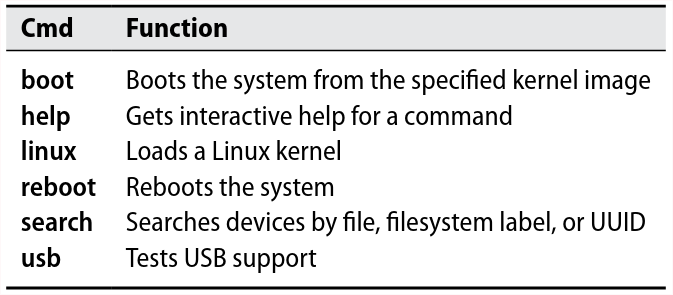 Cmd Function
boot Boots the system from the specified kernel image
help Gets interactive help for a command
linux Loads a Linux kernel
reboot Reboots the system
search Searches devices by file, filesystem label, or UUID
usb Tests USB support